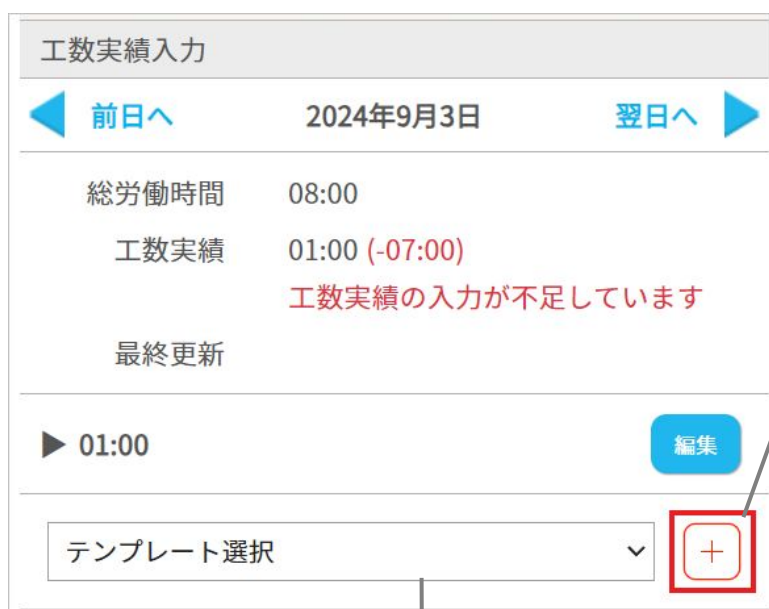 工数実績入力
前日へ 2024年9月3日 翌日へ
総労働時間 08:00
工数実績 01:00 (-07:00)
工数実績の入力が不足しています
最終更新
▶ 01:00 編集
テンプレート選択 +